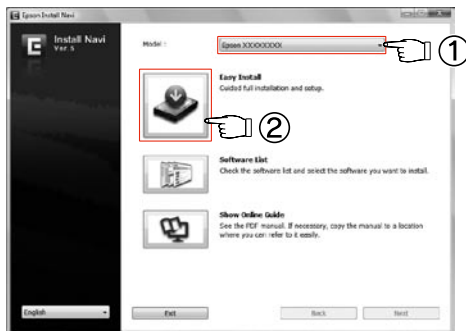 Epson Install Navi
E Install Navi
Ver. 5
Model :
Epson XXXXXXXX
①
Easy Install
Guided full installation and setup.
②
Software List
Check the software list and select the software you want to install.
Show Online Guide
See the PDF manual. If necessary, copy the manual to a location
where you can refer to it easily.
English
Exit
Back
Next